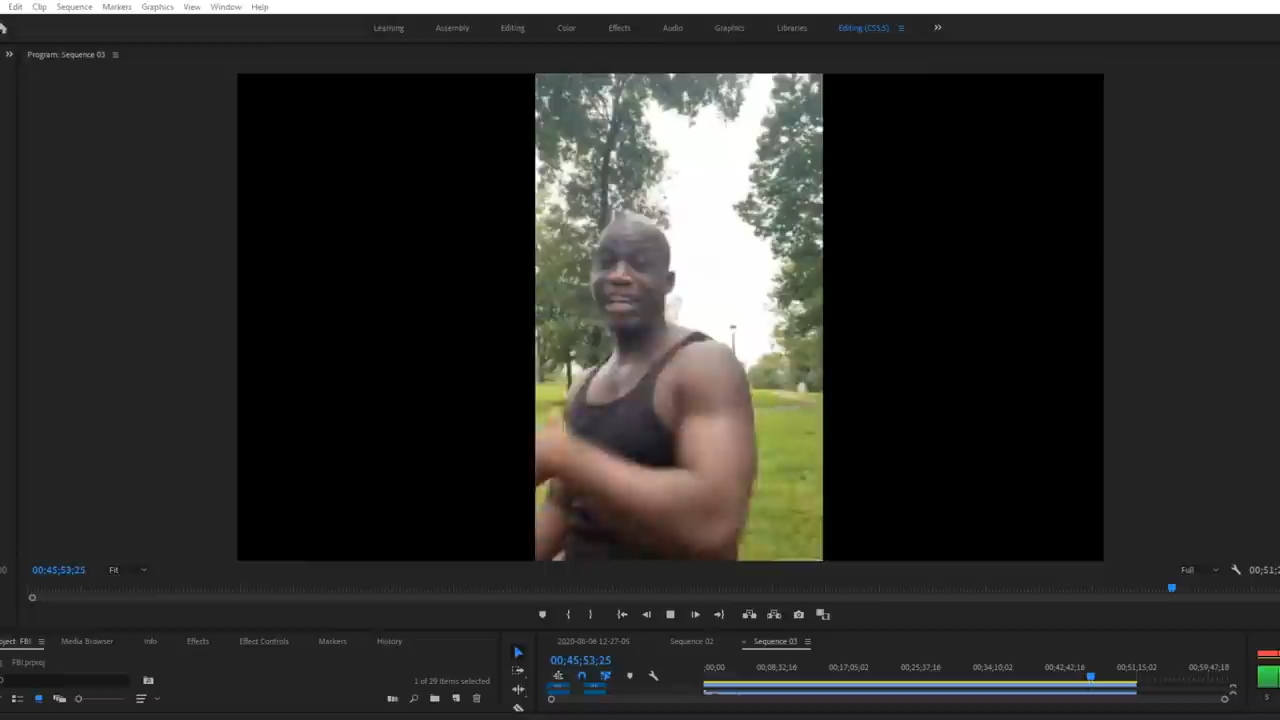 Edit Clip Sequence Markers Graphics View Window Help
Learning Assembly Editing Color Effects Audio Graphics Libraries Editing (CS5.5)
Program: Sequence 03
00;45;53;25 Fit Full
Media Browser Info Effects Effect Controls Markers History
FBI.prproj
1 of 29 items selected
2020-06-06 12-27-05 Sequence 02 × Sequence 03
00;45;53;25
;00;00 00;08;32;16 00;17;05;02 00;25;37;16 00;34;10;02 00;42;42;16 00;51;15;02 00;59;47;18
S